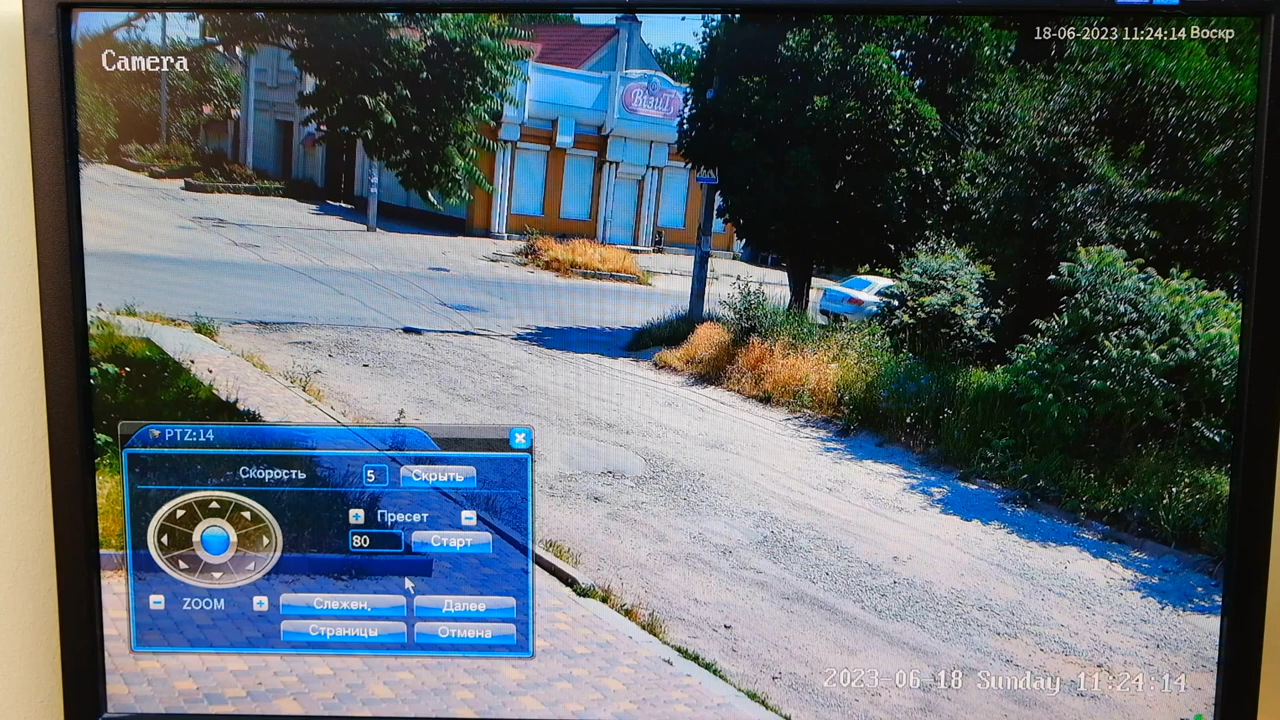 18-06-2023 11:24:14 Воскр
Camera
ВізиТ
PTZ:14
Скорость 5 Скрыть
+ Пресет -
80 Старт
- ZOOM + Слежен, Далее
Страницы Отмена
2023-06-18 Sunday 11:24:14